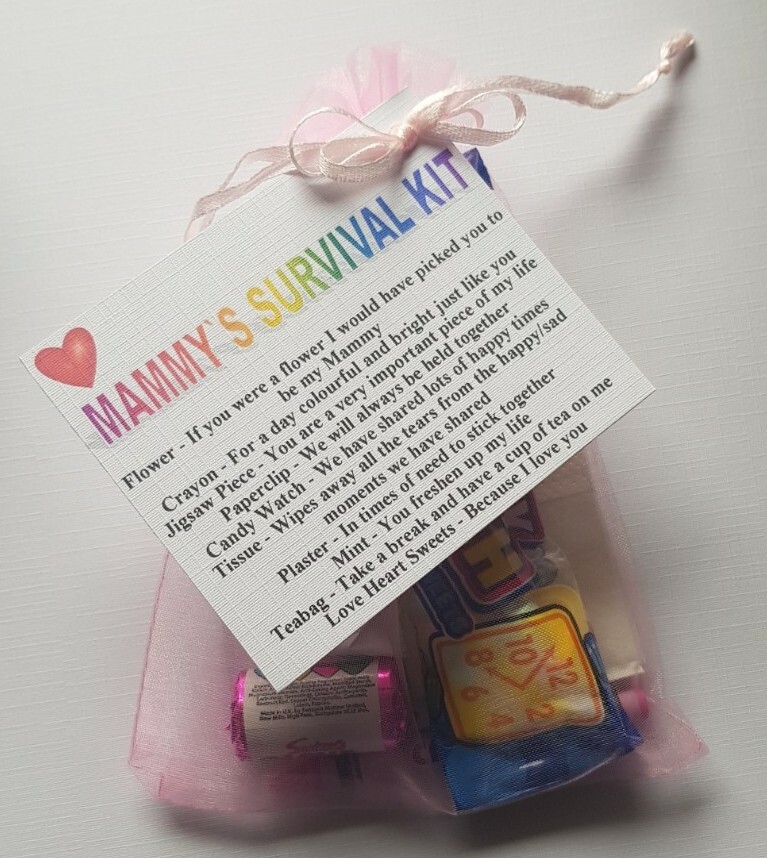 MAMMY`S SURVIVAL KIT
Flower - If you were a flower I would have picked you to
be my Mammy
Crayon - For a day colourful and bright just like you
Jigsaw Piece - You are a very important piece of my life
Paperclip - We will always be held together
Candy Watch - We have shared lots of happy times
Tissue - Wipes away all the tears from the happy/sad
moments we have shared
Plaster - In times of need to stick together
Mint - You freshen up my life
Teabag - Take a break and have a cup of tea on me
Love Heart Sweets - Because I love you
10 12
8 2
6 4